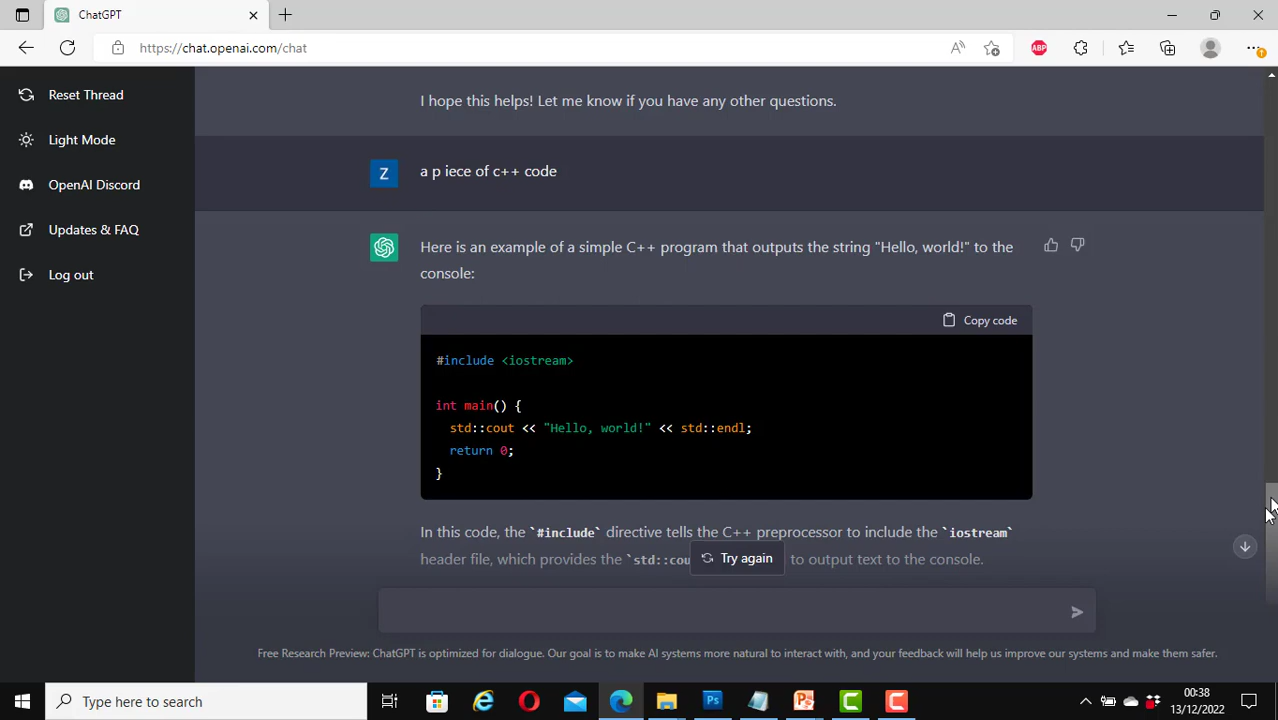 ChatGPT
https://chat.openai.com/chat
A
ABP
Reset Thread
Light Mode
OpenAI Discord
Updates & FAQ
Log out
I hope this helps! Let me know if you have any other questions.
Z
a p iece of c++ code
Here is an example of a simple C++ program that outputs the string "Hello, world!" to the
console:
Copy code
#include <iostream>
int main() {
std::cout << "Hello, world!" << std::endl;
return 0;
}
In this code, the `#include` directive tells the C++ preprocessor to include the `iostream`
header file, which provides the `std::cou
Try again
to output text to the console.
Free Research Preview: ChatGPT is optimized for dialogue. Our goal is to make AI systems more natural to interact with, and your feedback will help us improve our systems and make them safer.
Type here to search
Ps
P
C
C
00:38
13/12/2022